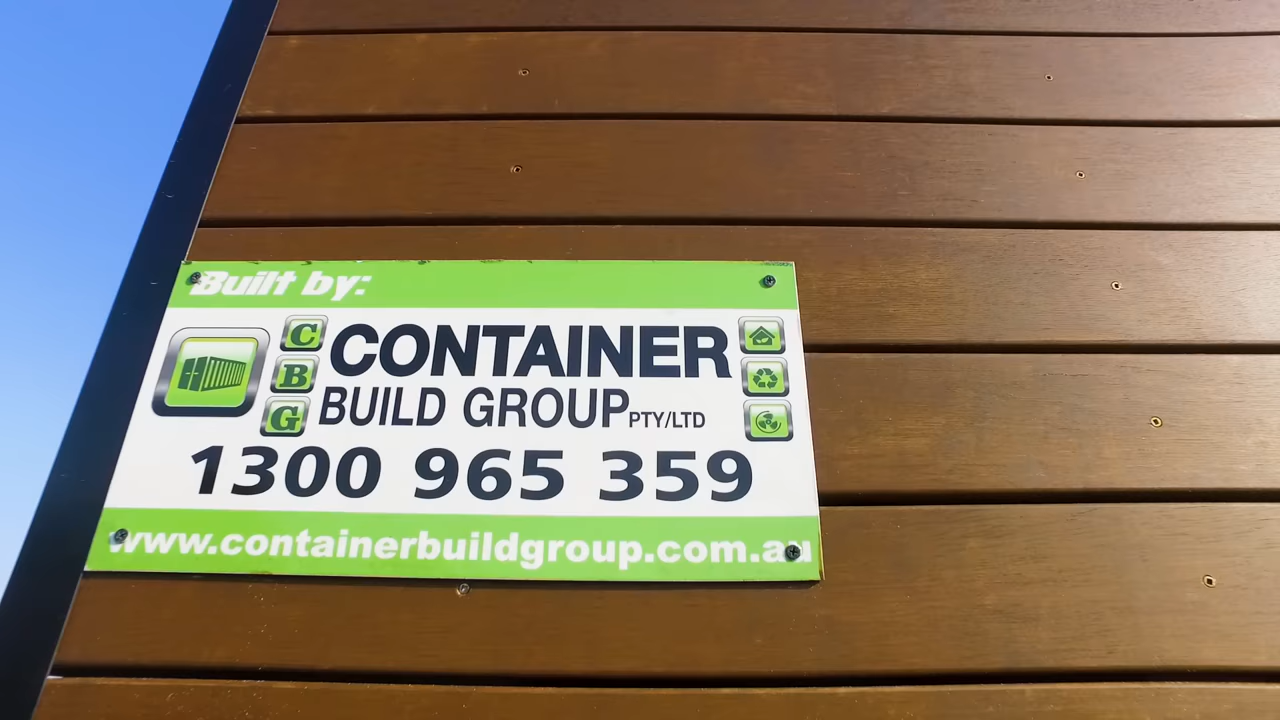 Built by:
C
B
G
CONTAINER
BUILD GROUP PTY/LTD
1300 965 359
www.containerbuildgroup.com.au